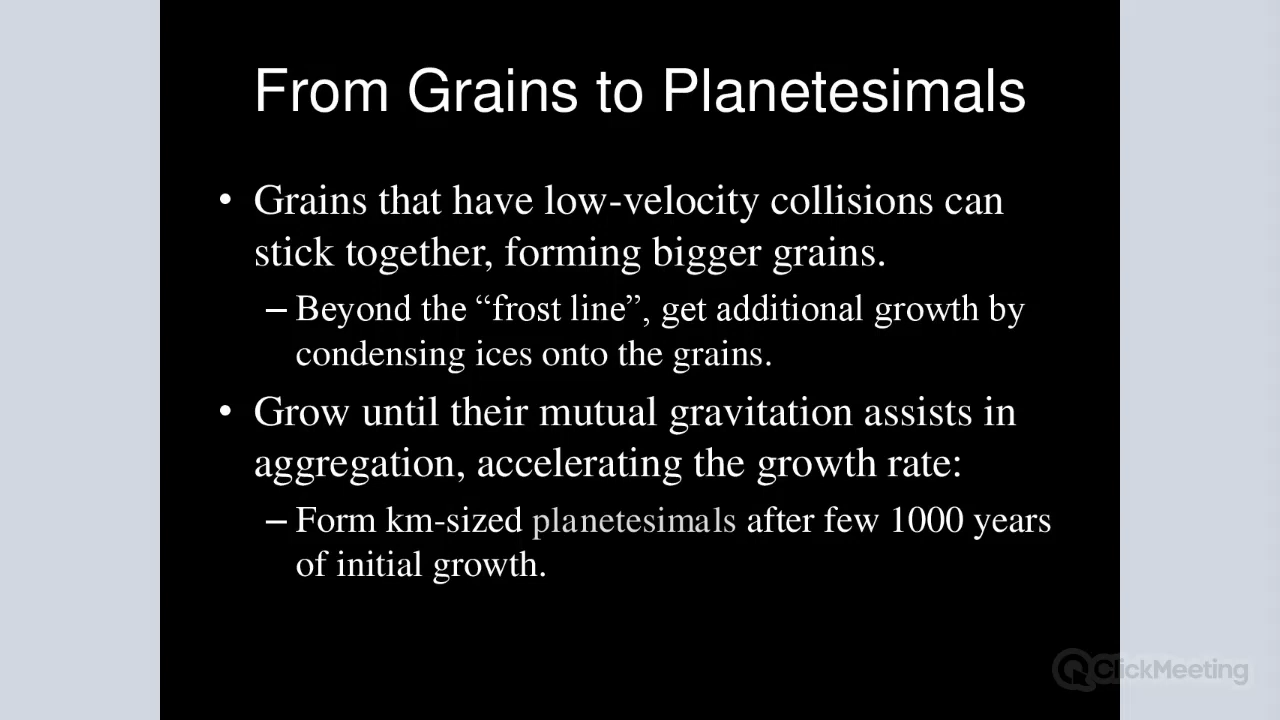 From Grains to Planetesimals
• Grains that have low-velocity collisions can
stick together, forming bigger grains.
– Beyond the “frost line”, get additional growth by
condensing ices onto the grains.
• Grow until their mutual gravitation assists in
aggregation, accelerating the growth rate:
– Form km-sized planetesimals after few 1000 years
of initial growth.
ClickMeeting